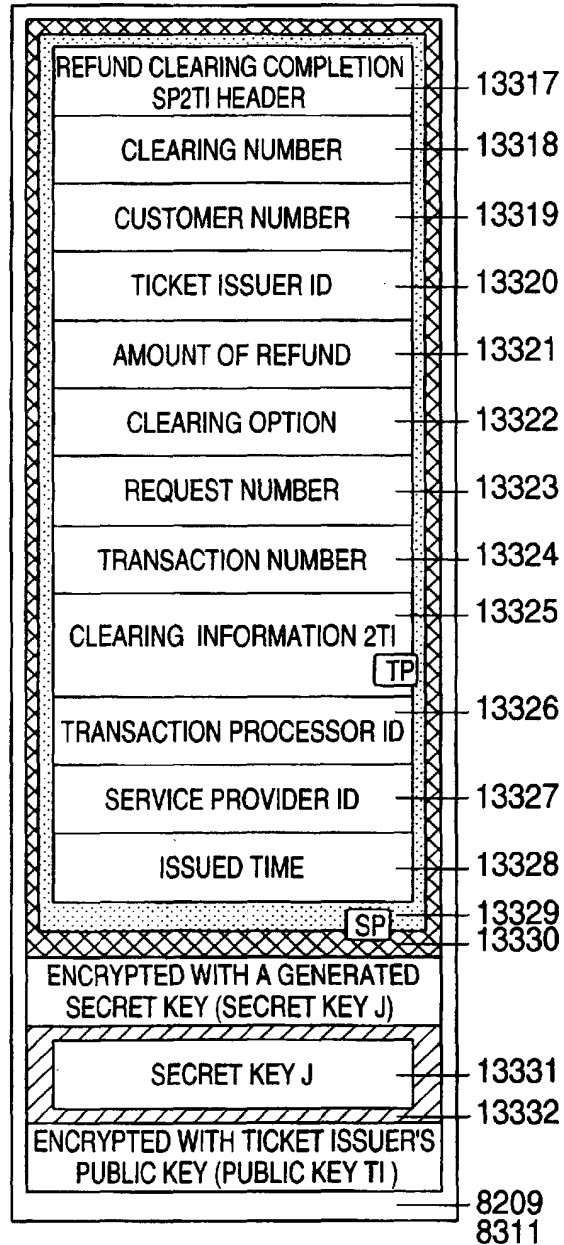 REFUND CLEARING COMPLETION
SP2TI HEADER
13317
CLEARING NUMBER
13318
CUSTOMER NUMBER
13319
TICKET ISSUER ID
13320
AMOUNT OF REFUND
13321
CLEARING OPTION
13322
REQUEST NUMBER
13323
TRANSACTION NUMBER
13324
13325
CLEARING INFORMATION 2TI
TP
13326
TRANSACTION PROCESSOR ID
SERVICE PROVIDER ID
13327
ISSUED TIME
13328
13329
SP
13330
ENCRYPTED WITH A GENERATED
SECRET KEY (SECRET KEY J)
SECRET KEY J
13331
13332
ENCRYPTED WITH TICKET ISSUER'S
PUBLIC KEY (PUBLIC KEY TI )
8209
8311